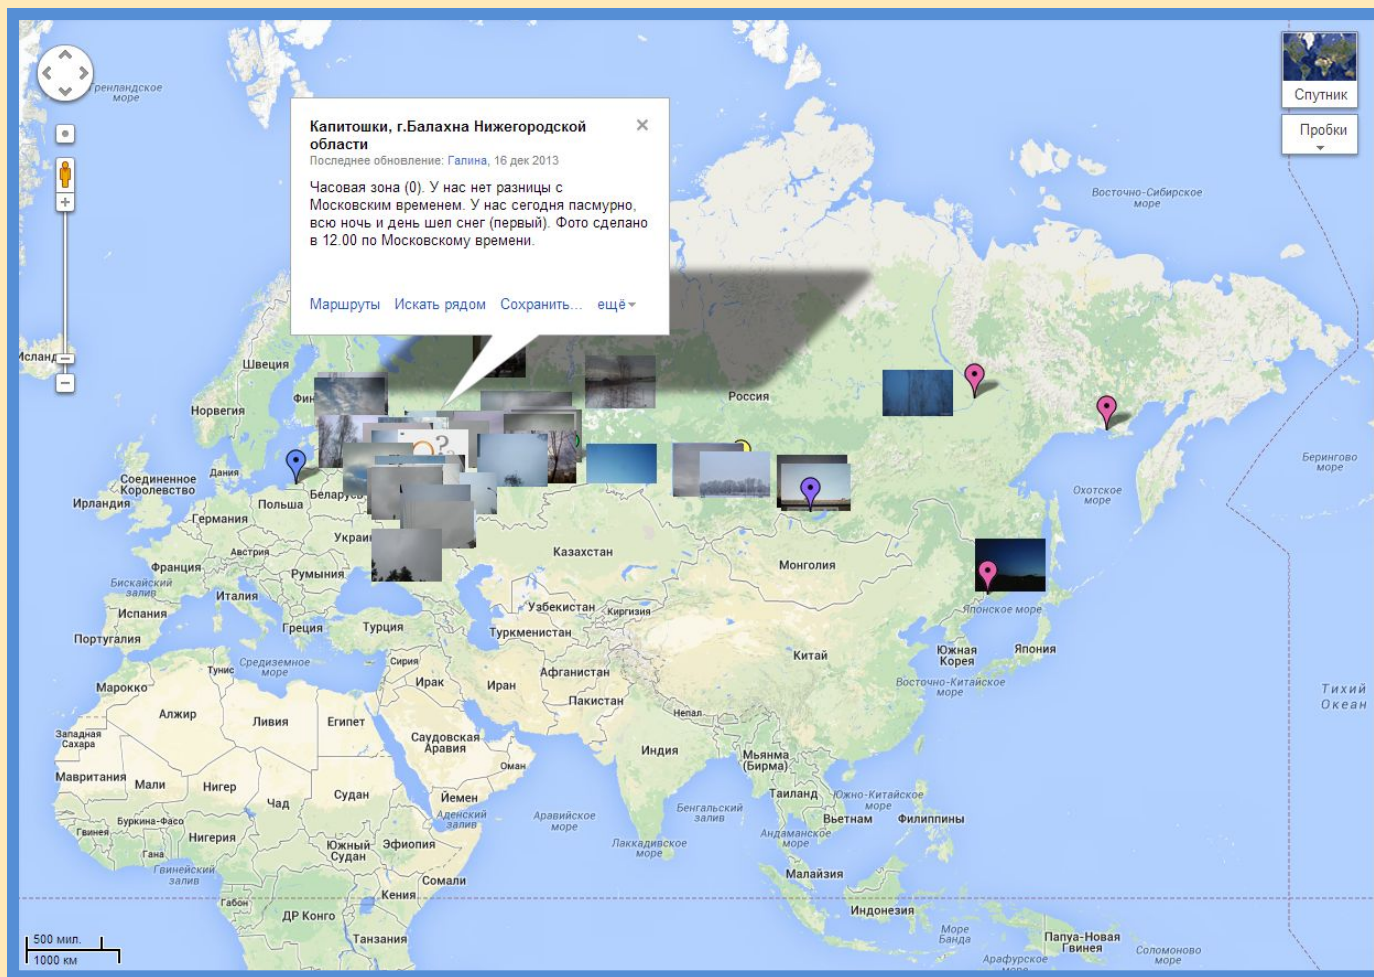 Гренландское
море
Спутник
Пробки
Капитошки, г.Балахна Нижегородской
области
Последнее обновление: Галина, 16 дек 2013
Часовая зона (0). У нас нет разницы с
Московским временем. У нас сегодня пасмурно,
всю ночь и день шел снег (первый). Фото сделано
в 12.00 по Московскому времени.
Маршруты Искать рядом Сохранить... ещё
Восточно-Сибирское
море
Швеция
Норвегия
Россия
Берингово
море
Соединенное
Королевство
Дания
Ирландия
Польша
Беларусь
Охотское
море
Германия
Австрия
Казахстан
Монголия
Франция
Румыния
Бискайский
залив
Италия
Испания
Узбекистан
Киргизия
Японское море
Португалия
Греция
Турция
Туркменистан
Южная
Корея
Япония
Китай
Тунис
Средиземное
море
Сирия
Афганистан
Марокко
Ирак
Иран
Пакистан
Восточно-Китайское
море
Тихий
Океан
Алжир
Ливия
Египет
Непал
Западная
Сахара
Саудовская
Аравия
Индия
Мьянма
(Бирма)
Оман
Мавритания
Мали
Нигер
Судан
Йемен
Таиланд
Южно-Китайское
море
Чад
Аденский
залив
Аравийское
море
Бенгальский
залив
Вьетнам
Филиппины
Буркина-Фасо
Гвинея
Нигерия
Южный
Судан
Эфиопия
Лаккадивское
море
Андаманское
море
Гана
Гвинейский
залив
Сомали
Малайзия
Габон
Кения
ДР Конго
Индонезия
Танзания
Море
Банда
Папуа-Новая
Гвинея
Соломоново
море
Арафурское
море
500 мил.
1000 км